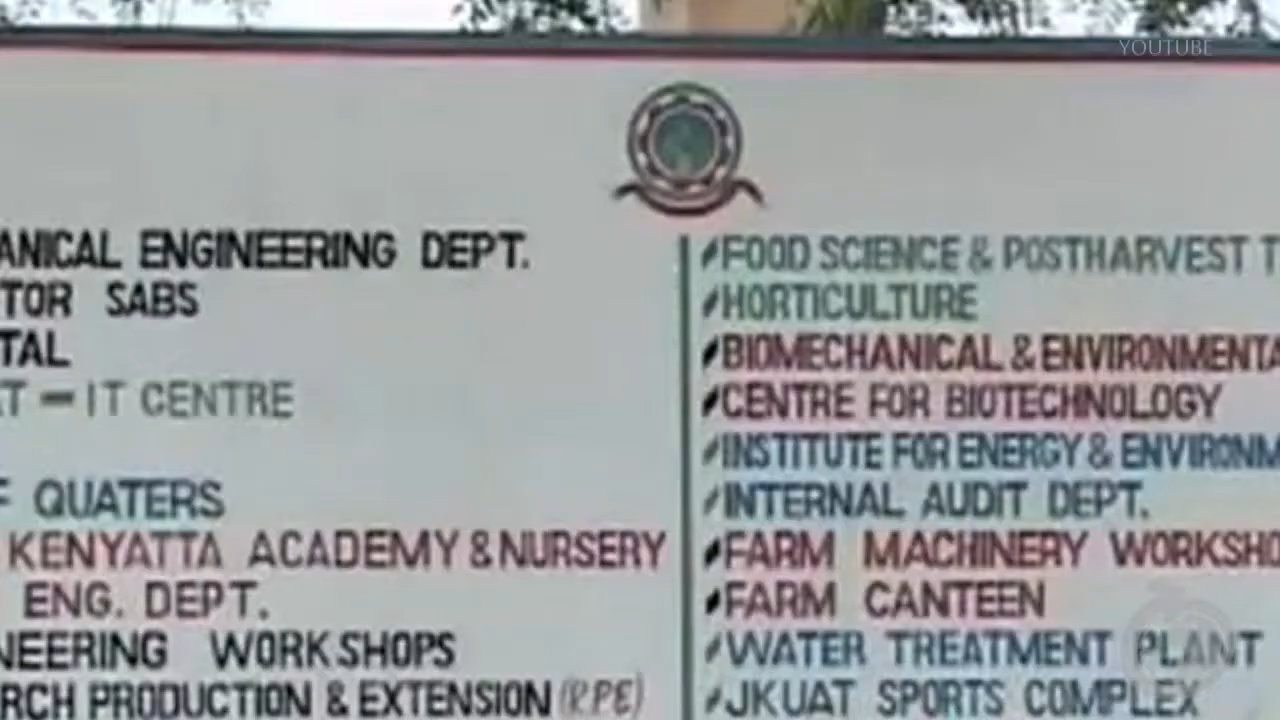 YOUTUBE
ANICAL ENGINEERING DEPT.
TOR SABS
TAL
T - IT CENTRE
F QUATERS
KENYATTA ACADEMY & NURSERY
ENG. DEPT.
NEERING WORKSHOPS
RCH PRODUCTION & EXTENSION (RPE)
FOOD SCIENCE & POSTHARVEST T
HORTICULTURE
BIOMECHANICAL & ENVIRONMENTA
CENTRE FOR BIOTECHNOLOGY
INSTITUTE FOR ENERGY & ENVIRONM
INTERNAL AUDIT DEPT.
FARM MACHINERY WORKSHO
FARM CANTEEN
WATER TREATMENT PLANT
JKUAT SPORTS COMPLEX